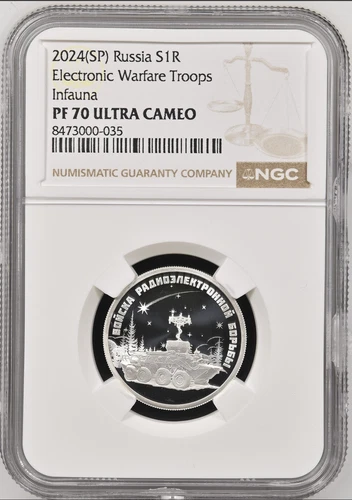 2024(SP) Russia S1R
Electronic Warfare Troops
Infauna
PF 70 ULTRA CAMEO
8473000-035
NUMISMATIC GUARANTY COMPANY
NGC
ВОЙСКА РАДИОЭЛЕКТРОННОЙ БОРЬБЫ